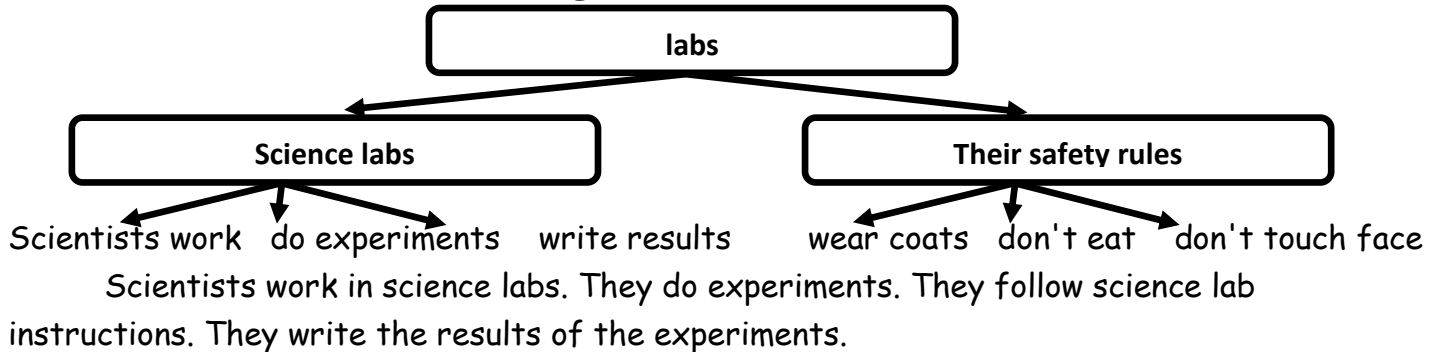 labs
Science labs
Their safety rules
Scientists work do experiments write results wear coats don't eat don't touch face
Scientists work in science labs. They do experiments. They follow science lab
instructions. They write the results of the experiments.